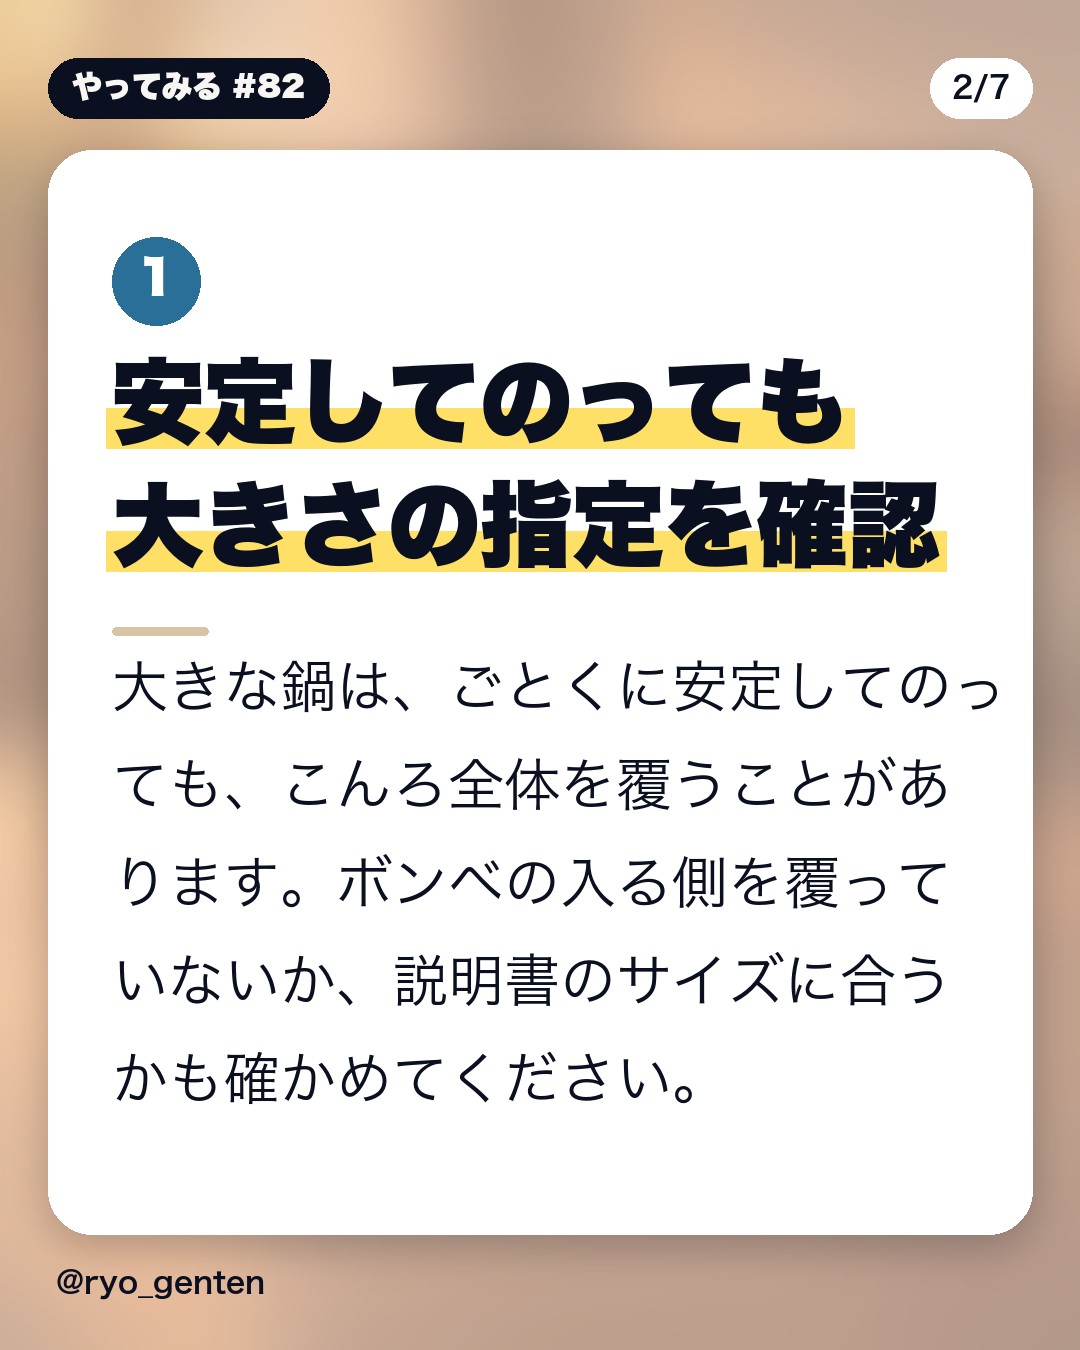 やってみる #82
2/7
1
安定してのっても
大きさの指定を確認
大きな鍋は、ごとくに安定してのっ
ても、こんろ全体を覆うことがあ
ります。ボンベの入る側を覆って
いないか、説明書のサイズに合う
かも確かめてください。
@ryo_genten